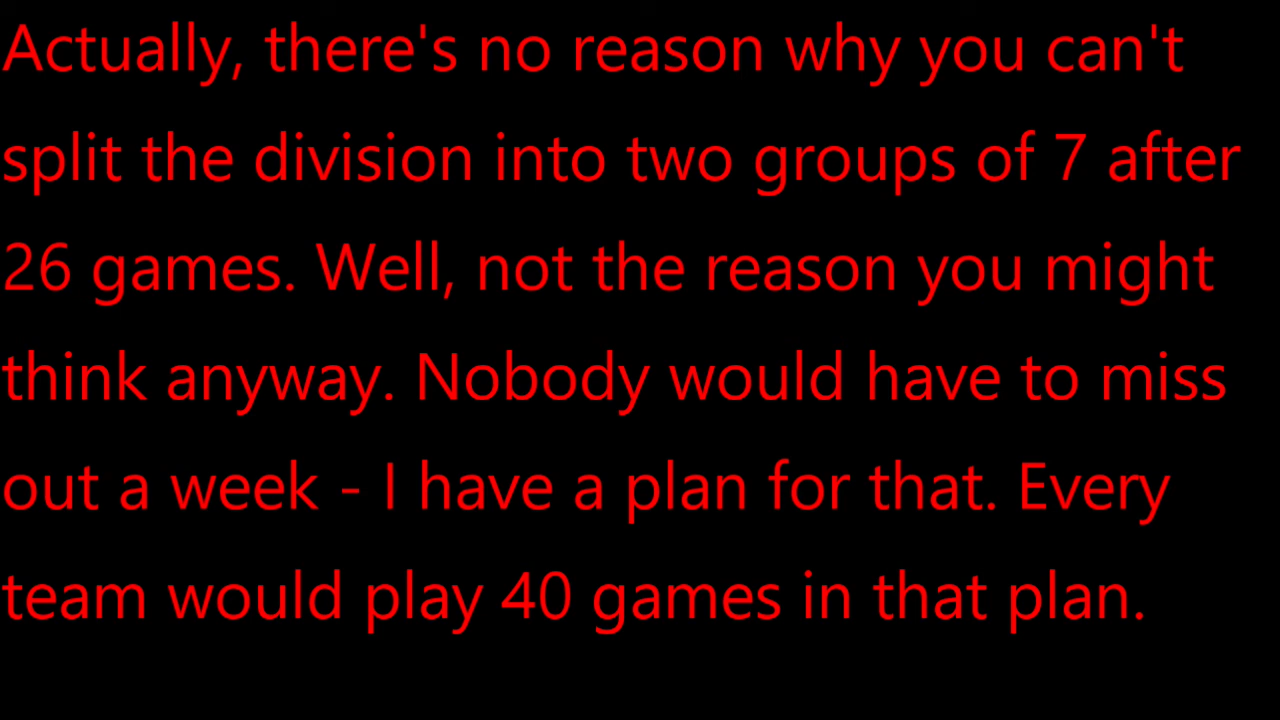 Actually, there's no reason why you can't
split the division into two groups of 7 after
26 games. Well, not the reason you might
think anyway. Nobody would have to miss
out a week - I have a plan for that. Every
team would play 40 games in that plan.